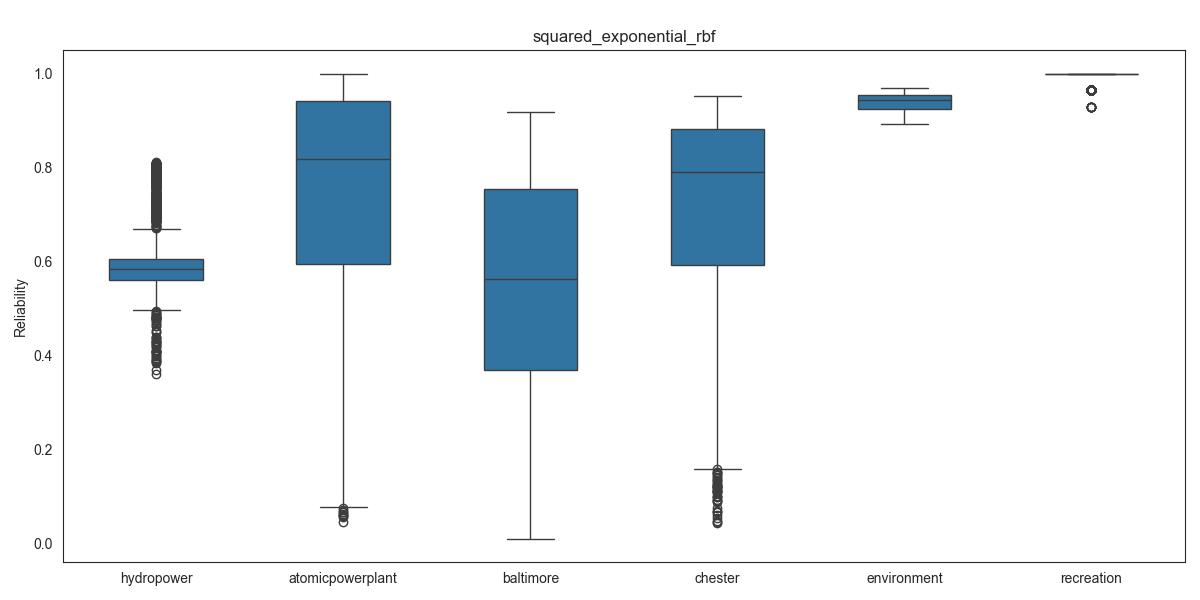 squared_exponential_rbf
Reliability
1.0
0.8
0.6
0.4
0.2
0.0
hydropower atomicpowerplant baltimore chester environment recreation